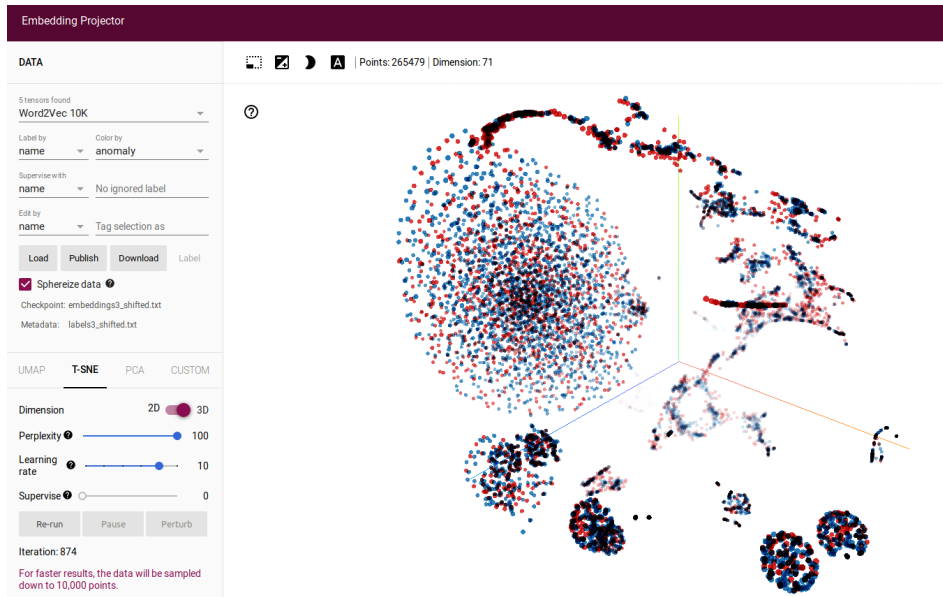 Embedding Projector
DATA
A
Points: 265479 | Dimension: 71
5 tensors found
Word2Vec 10K
Label by Color by
name anomaly
Supervise with
name No ignored label
Edit by
name Tag selection as
Load Publish Download Label
Sphereize data ?
Checkpoint: embeddings3_shifted.txt
Metadata: labels3_shifted.txt
UMAP T-SNE PCA CUSTOM
Dimension 2D 3D
Perplexity ? 100
Learning
rate ? 10
Supervise ? 0
Re-run Pause Perturb
Iteration: 874
For faster results, the data will be sampled
down to 10,000 points.
?